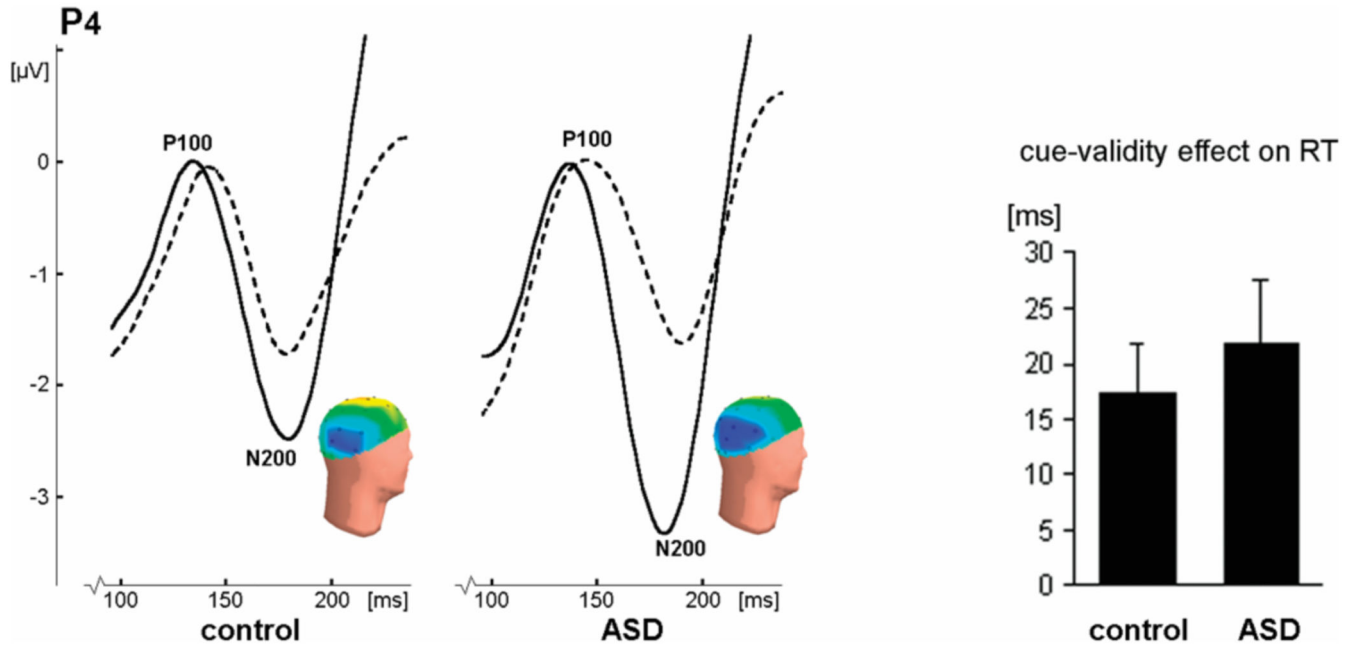 P4
[µV]
0
-1
-2
-3
P100
N200
100 150 200 [ms]
control
P100
N200
100 150 200 [ms]
ASD
cue-validity effect on RT
[ms]
30
25
20
15
10
5
0
control ASD